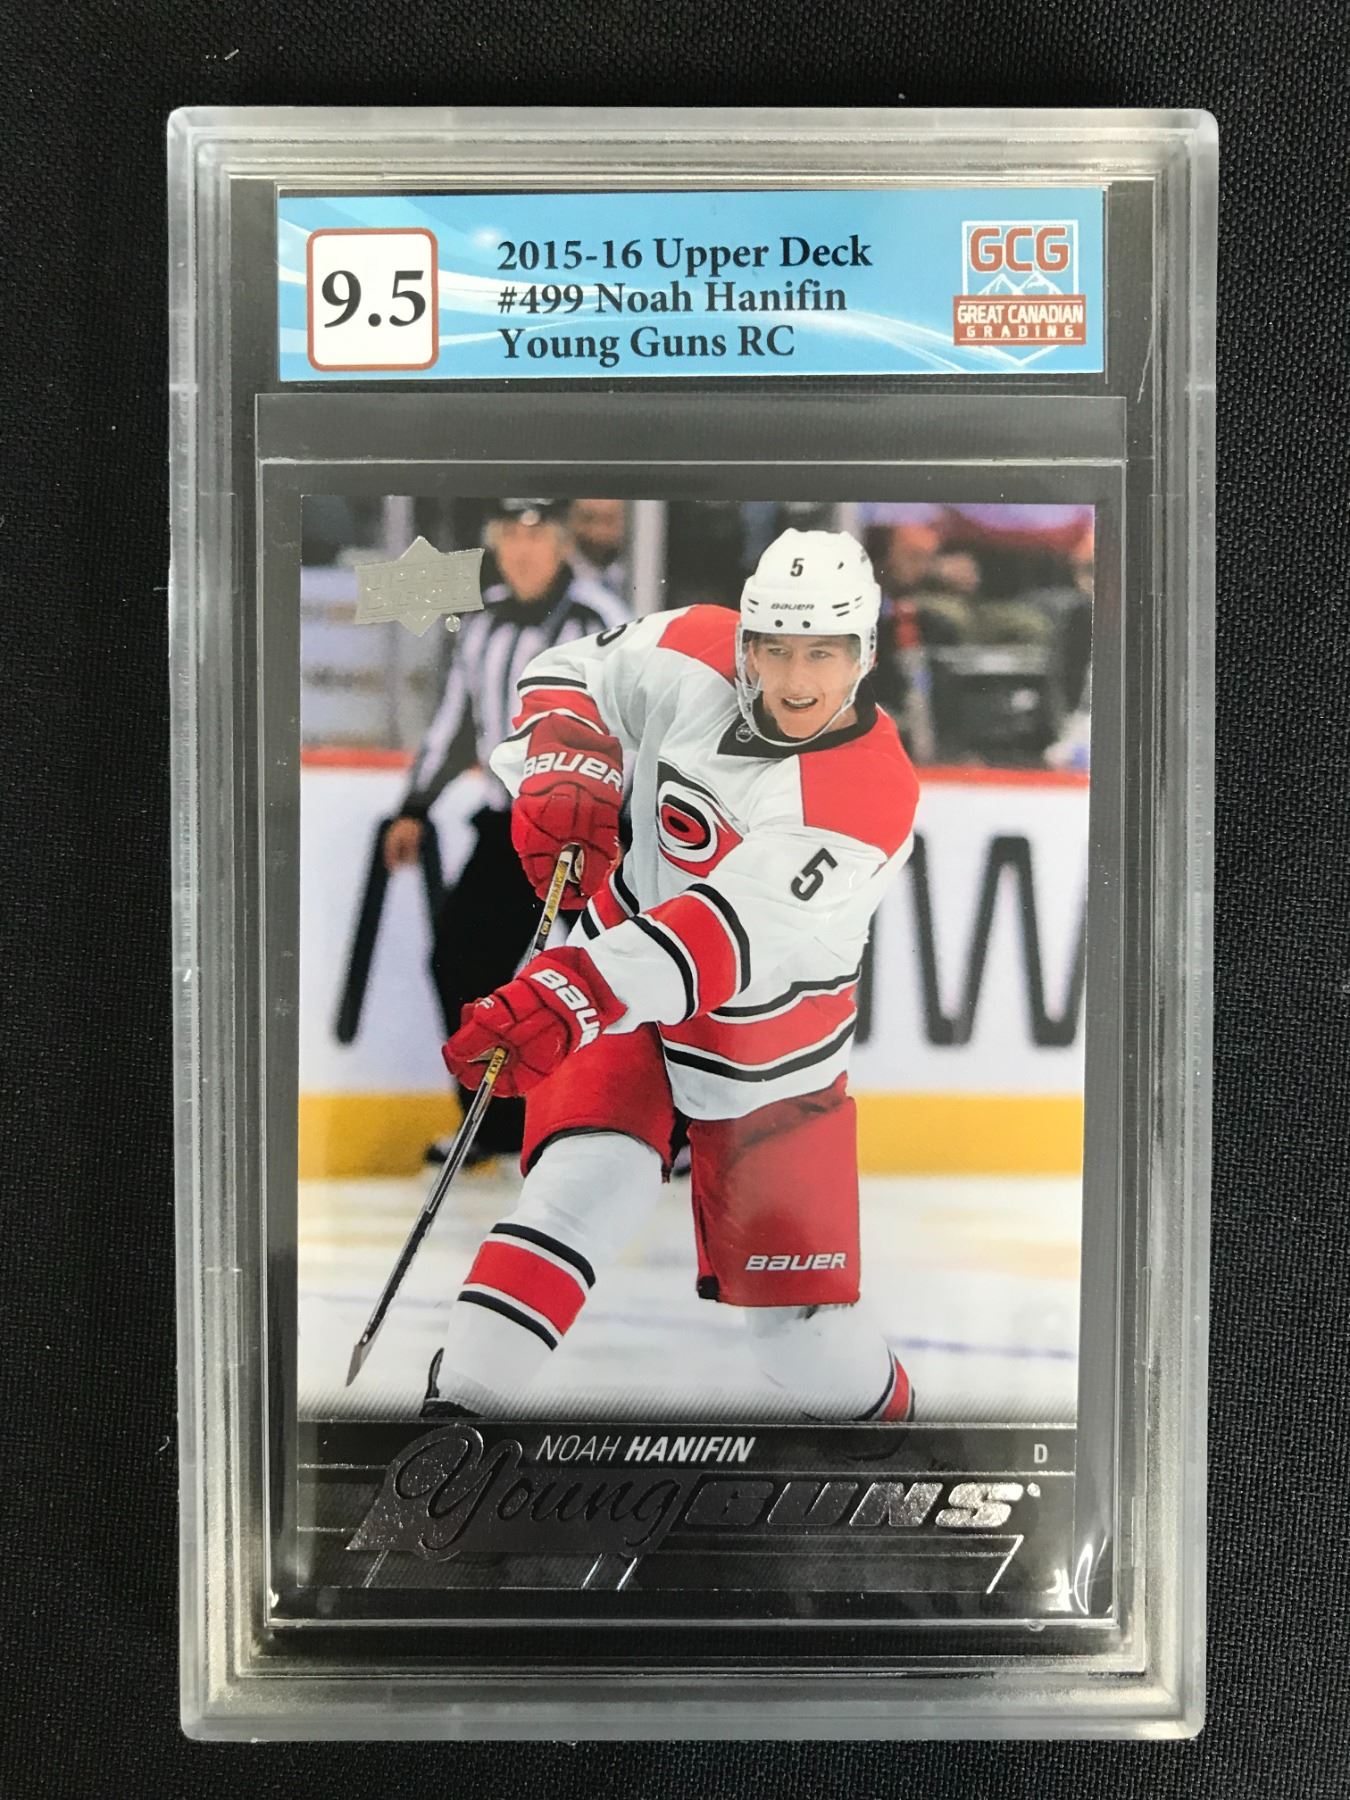 9.5
2015-16 Upper Deck
#499 Noah Hanifin
Young Guns RC
GCG
GREAT CANADIAN
GRADING
UPPER
DECK
5
BAUER
5
BAUER
5
BAUER
BAUER
NOAH HANIFIN
D
Young GUNS